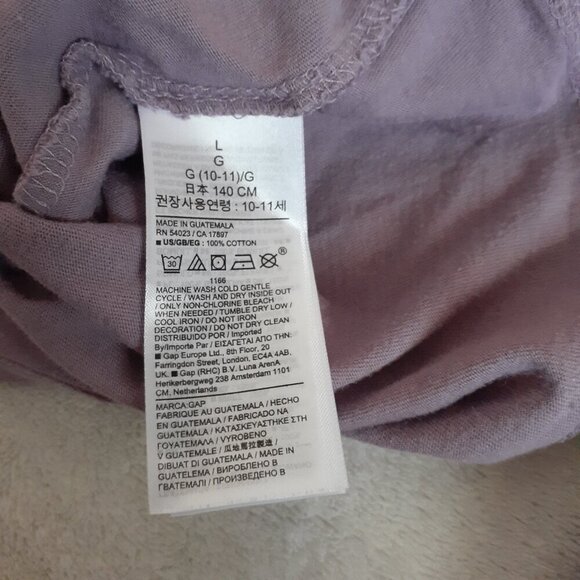 L
G
G (10-11)/G
日本 140 CM
권장사용연령 : 10-11세
MADE IN GUATEMALA
RN 54023 / CA 17897
■ US/GB/EG : 100% COTTON
30
®
1166
MACHINE WASH COLD GENTLE
CYCLE / WASH AND DRY INSIDE OUT
/ ONLY NON-CHLORINE BLEACH
WHEN NEEDED / TUMBLE DRY LOW /
COOL IRON / DO NOT IRON
DECORATION / DO NOT DRY CLEAN
DISTRIBUIDO POR / Imported
By/Importe Par / Empresa
■ Gap Europe Ltd., 8th Floor, 20
Farringdon Street, London, EC4A 4AB,
UK. ■ Gap (RHC) B.V. Luna ArenA
Herikerbergweg 238 Amsterdam 1101
CM, Netherlands
MARCA:GAP
FABRIQUE AU GUATEMALA / HECHO
EN GUATEMALA / FABRICADO NA
GUATEMALA / ΚΑΤΑΣΚΕΥΑΣΤΗΚΕ ΣΤΗ
ΓΟΥΑΤΕΜΑΛΑ / VYROBENO
V GUATEMALE / 瓜地馬拉製造 /
DIBUAT DI GUATEMALA / MADE IN
GUATELEMA / ВИРОБЛЕНО В
ГВАТЕМАЛІ / ПРОИЗВЕДЕНО В